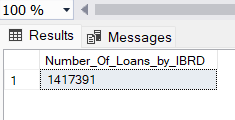 100 %
Results Messages
Number_Of_Loans_by_IBRD
1 1417391